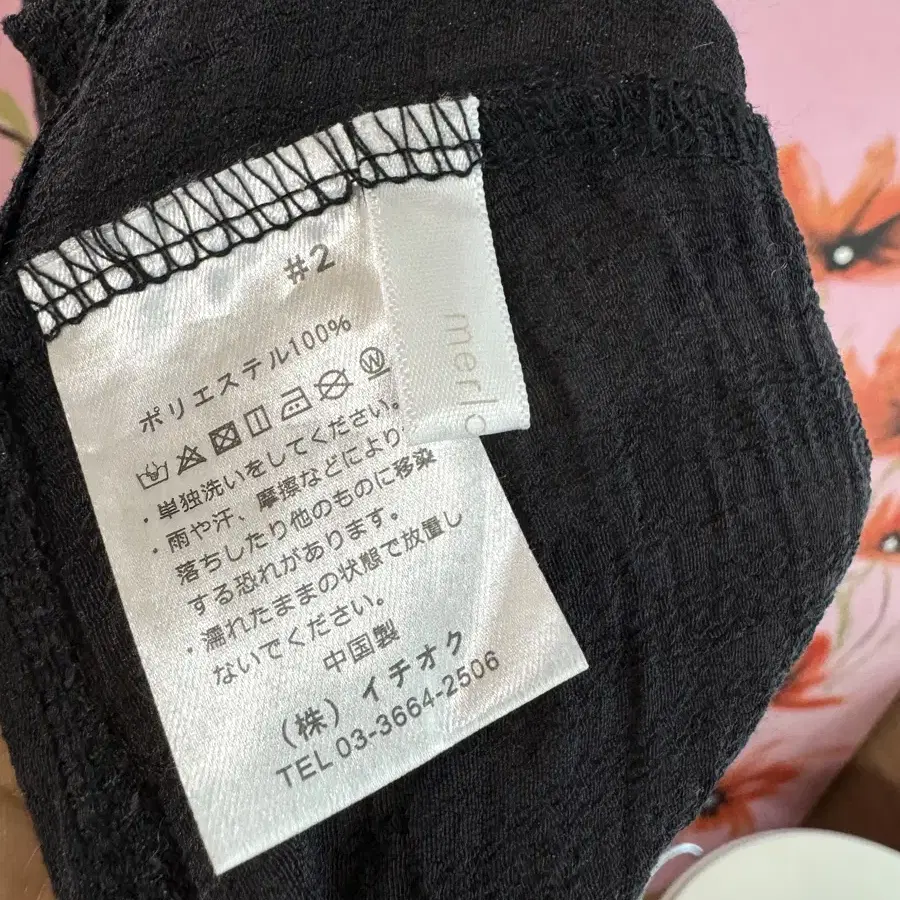 #2
ポリエステル100%
・単独洗いをしてください。
・雨や汗、摩擦などにより
落ちしたり他のものに移染
する恐れがあります。
・濡れたままの状態で放置し
ないでください。
中国製
(株)イチオク
TEL 03-3664-2506